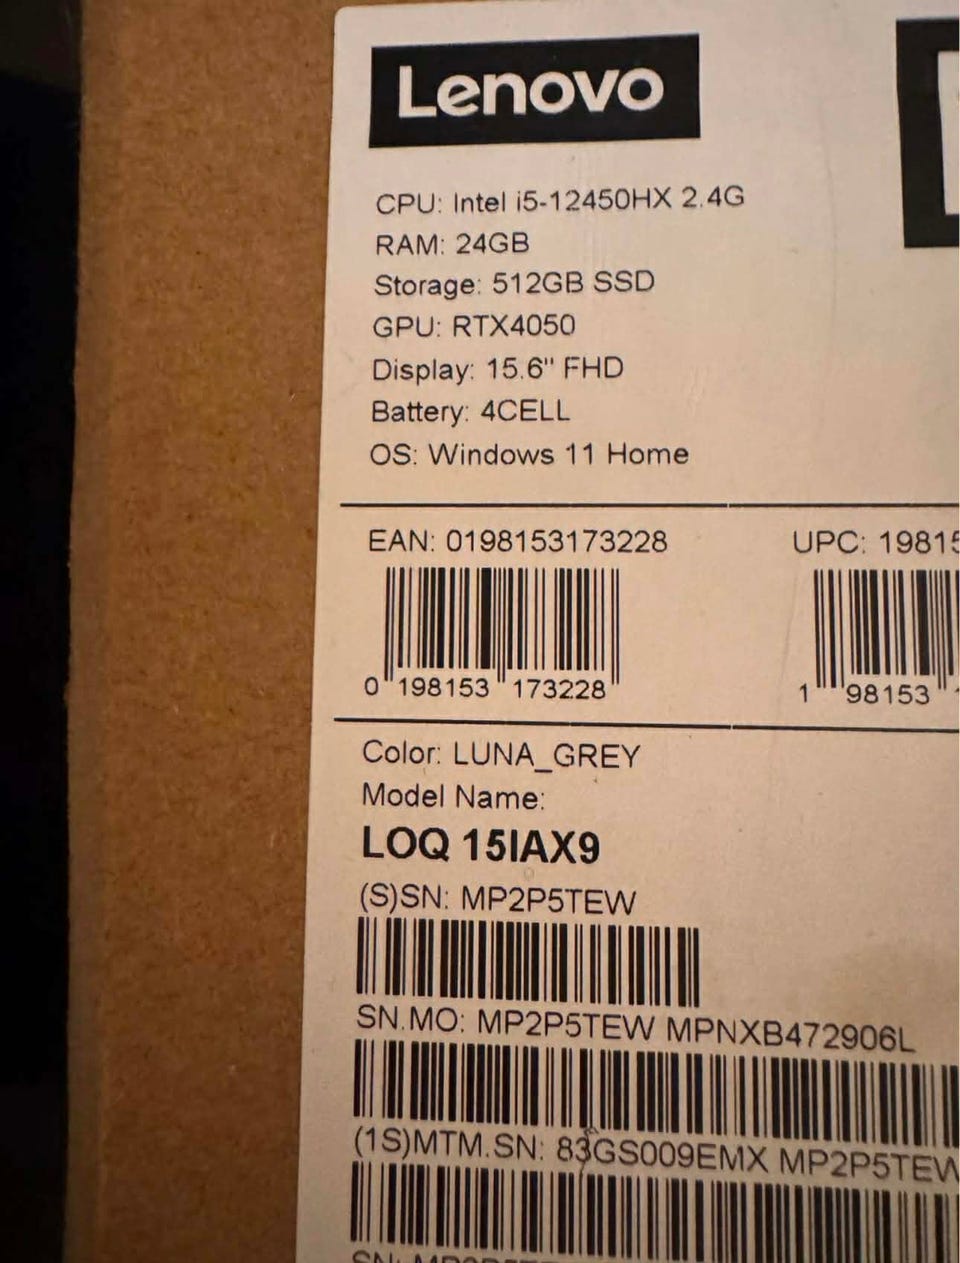 Lenovo
CPU: Intel i5-12450HX 2.4G
RAM: 24GB
Storage: 512GB SSD
GPU: RTX4050
Display: 15.6" FHD
Battery: 4CELL
OS: Windows 11 Home
EAN: 0198153173228 UPC: 19815
0 198153 173228 1 98153
Color: LUNA_GREY
Model Name:
LOQ 15IAX9
(S)SN: MP2P5TEW
SN.MO: MP2P5TEW MPNXB472906L
(1S)MTM.SN: 83GS009EMX MP2P5TEW